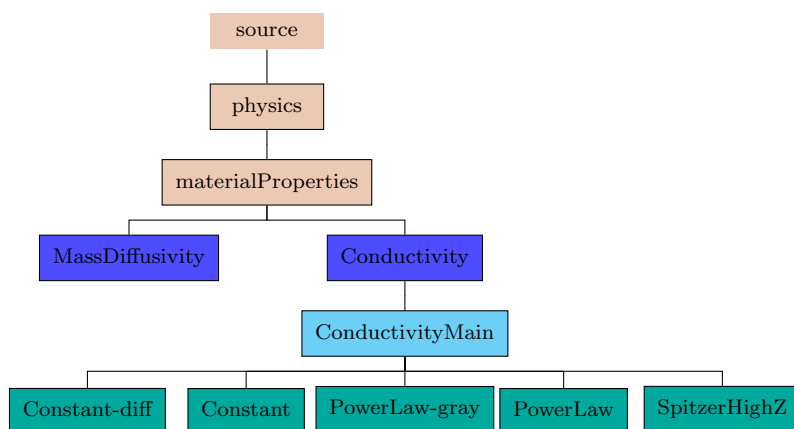 source
physics
materialProperties
MassDiffusivity
Conductivity
ConductivityMain
Constant-diff
Constant
PowerLaw-gray
PowerLaw
SpitzerHighZ